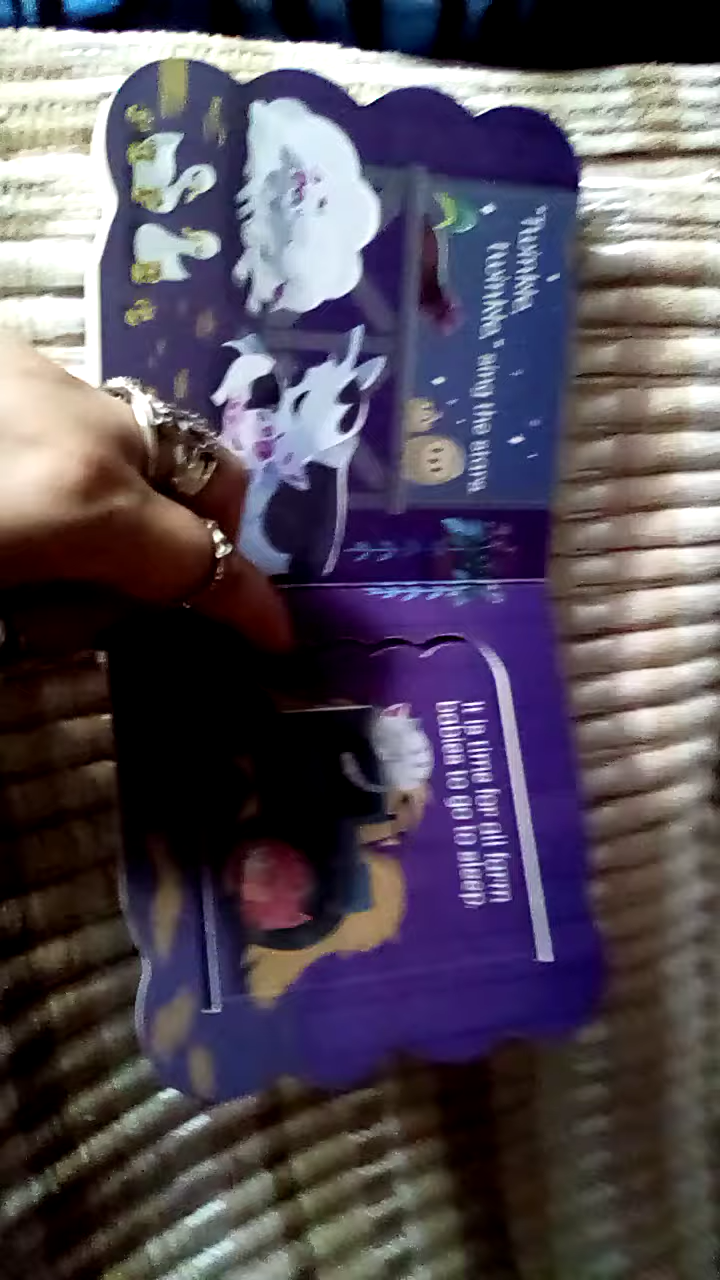 "Twinkle,
twinkle," sing the stars.
It is time for all farm
babies to go to sleep.